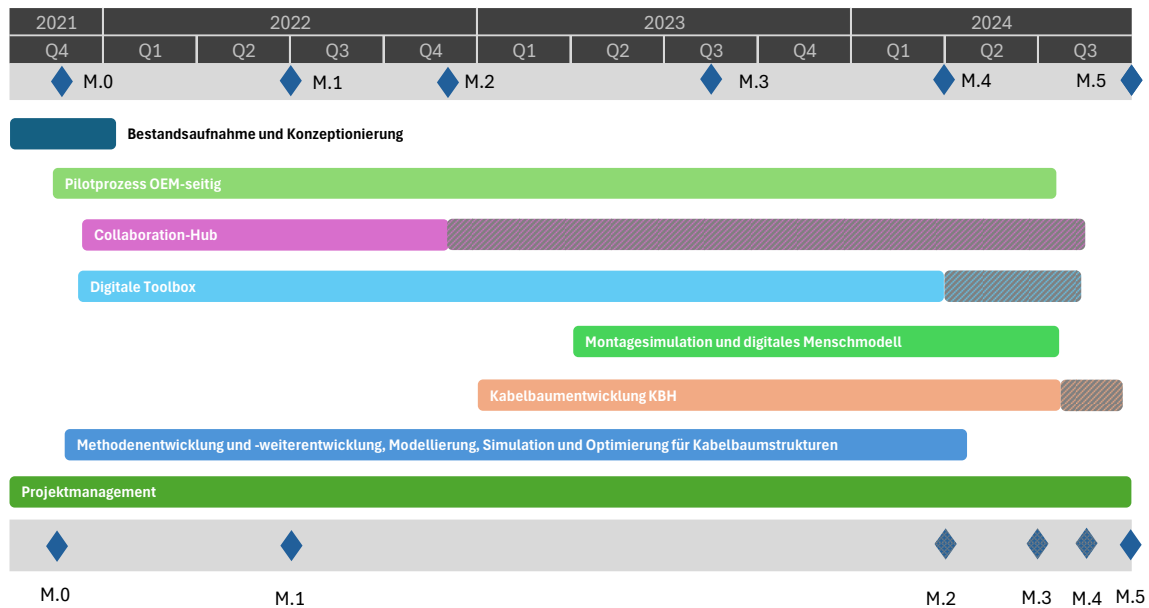 2021 2022 2023 2024
Q4 Q1 Q2 Q3 Q4 Q1 Q2 Q3 Q4 Q1 Q2 Q3
M.0 M.1 M.2 M.3 M.4 M.5
Bestandsaufnahme und Konzeptionierung
Pilotprozess OEM-seitig
Collaboration-Hub
Digitale Toolbox
Montagesimulation und digitales Menschmodell
Kabelbaumentwicklung KBH
Methodenentwicklung und -weiterentwicklung, Modellierung, Simulation und Optimierung für Kabelbaumstrukturen
Projektmanagement
M.0 M.1 M.2 M.3 M.4 M.5